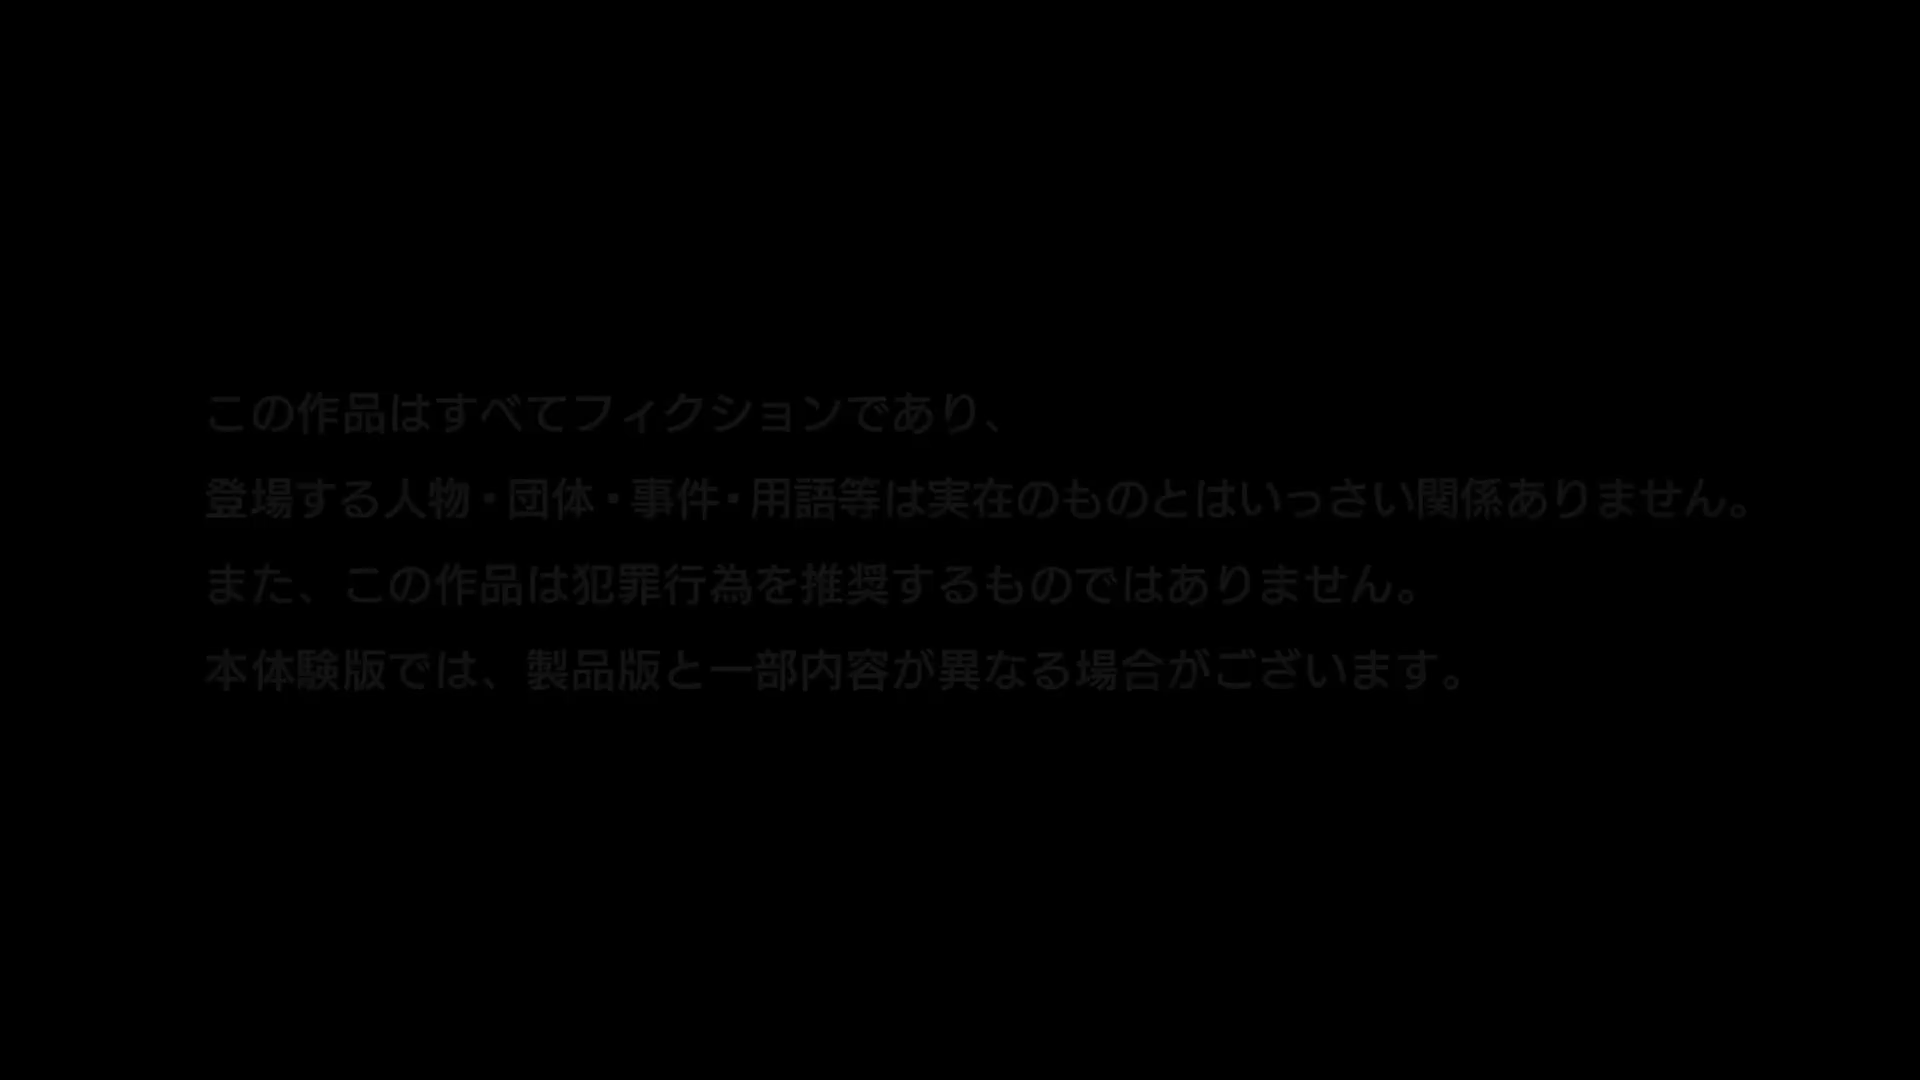 この作品はすべてフィクションであり、
登場する人物・団体・事件・用語等は実在のものとはいっさい関係ありません。
また、この作品は犯罪行為を推奨するものではありません。
本体験版では、製品版と一部内容が異なる場合がございます。